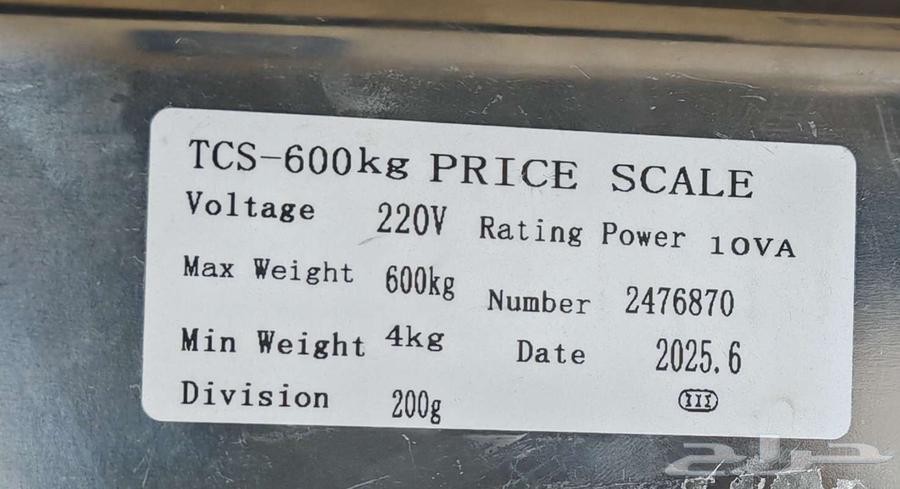 TCS-600kg PRICE SCALE
Voltage 220V Rating Power 10VA
Max Weight 600kg Number 2476870
Min Weight 4kg Date 2025.6
Division 200g III
حراج